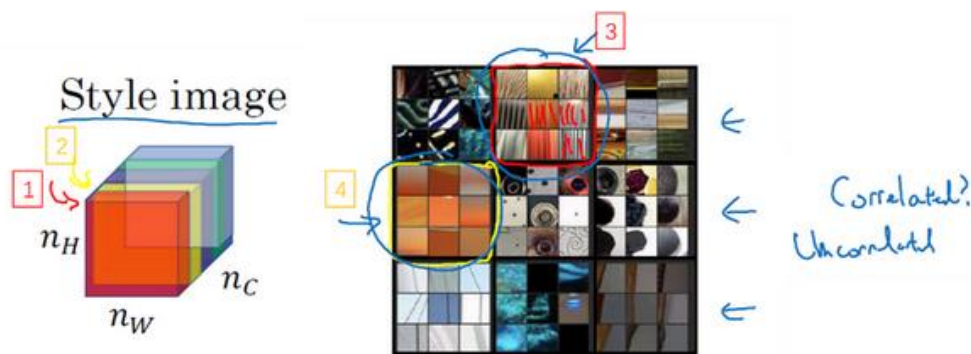 3
Style image
2
1
4
n_H
n_C
n_W
Correlated?
Uncorrelated